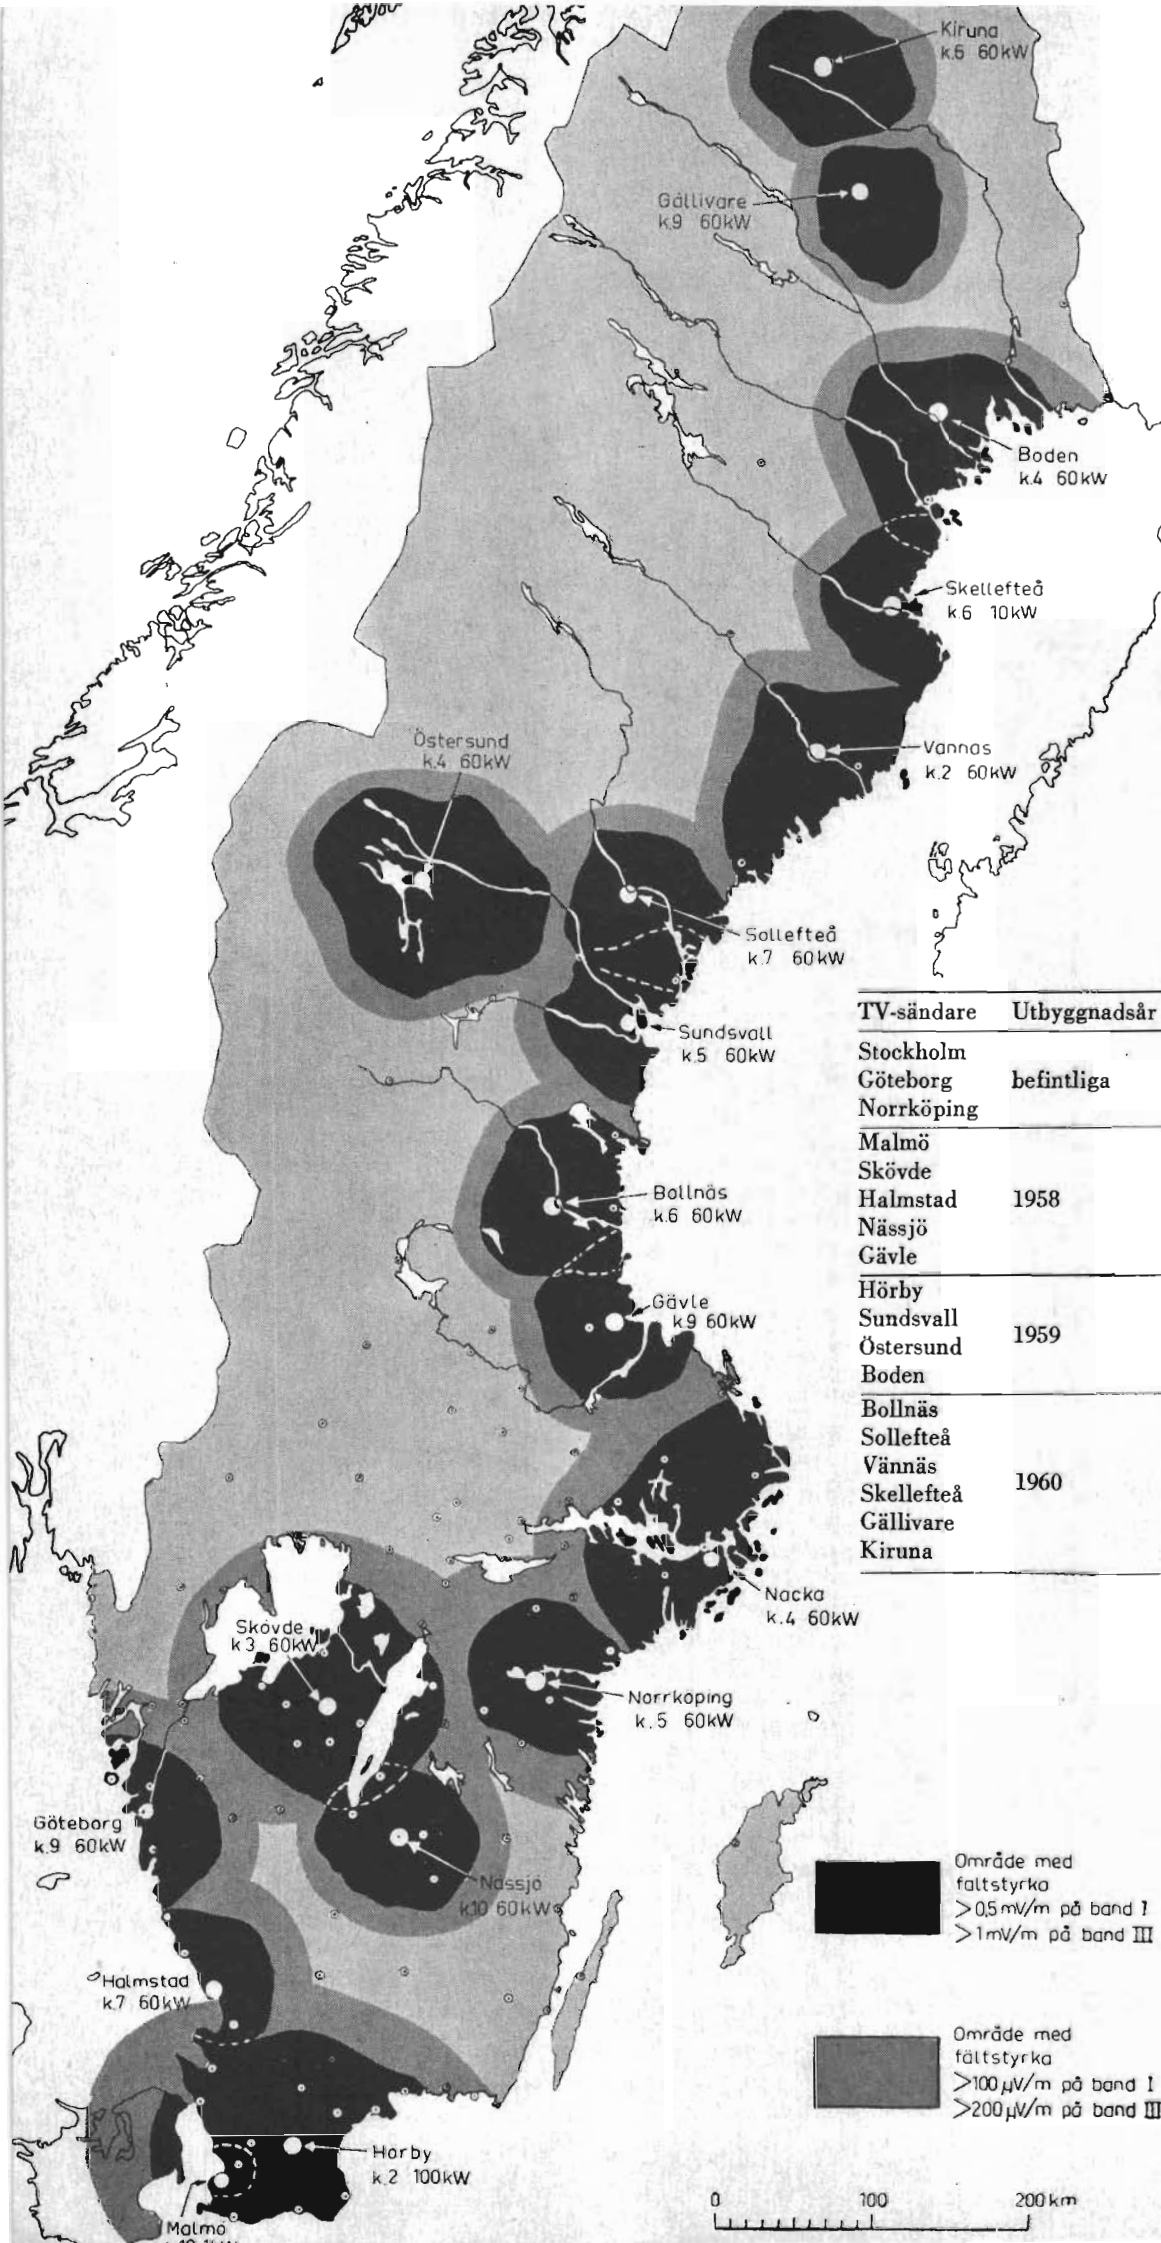 Kiruna
k.6 60kW
Gällivare
k.9 60kW
Boden
k.4 60kW
Skellefteå
k.6 10kW
Östersund
k.4 60kW
Vännäs
k.2 60kW
Sollefteå
k.7 60kW
Sundsvall
k.5 60kW
TV-sändare Utbyggnadsår
Stockholm
Göteborg befintliga
Norrköping
Malmö
Skövde
Halmstad 1958
Nässjö
Gävle
Hörby
Sundsvall
Östersund 1959
Boden
Bollnäs
Sollefteå
Vännäs
Skellefteå 1960
Gällivare
Kiruna
Bollnäs
k.6 60kW
Gävle
k.9 60kW
Nacka
k.4 60kW
Skövde
k3 60kW
Norrköping
k.5 60kW
Göteborg
k.9 60kW
Nässjö
k10 60kW
Halmstad
k.7 60kW
Hörby
k.2 100kW
Malmö
Område med
fältstyrka
>0,5mV/m på band I
>1mV/m på band III
Område med
fältstyrka
>100µV/m på band I
>200µV/m på band III
0 100 200km